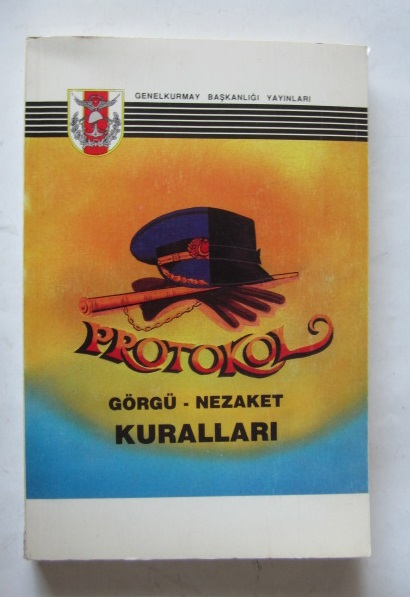 GENELKURMAY BAŞKANLIĞI YAYINLARI
PROTOKOL
GÖRGÜ - NEZAKET
KURALLARI